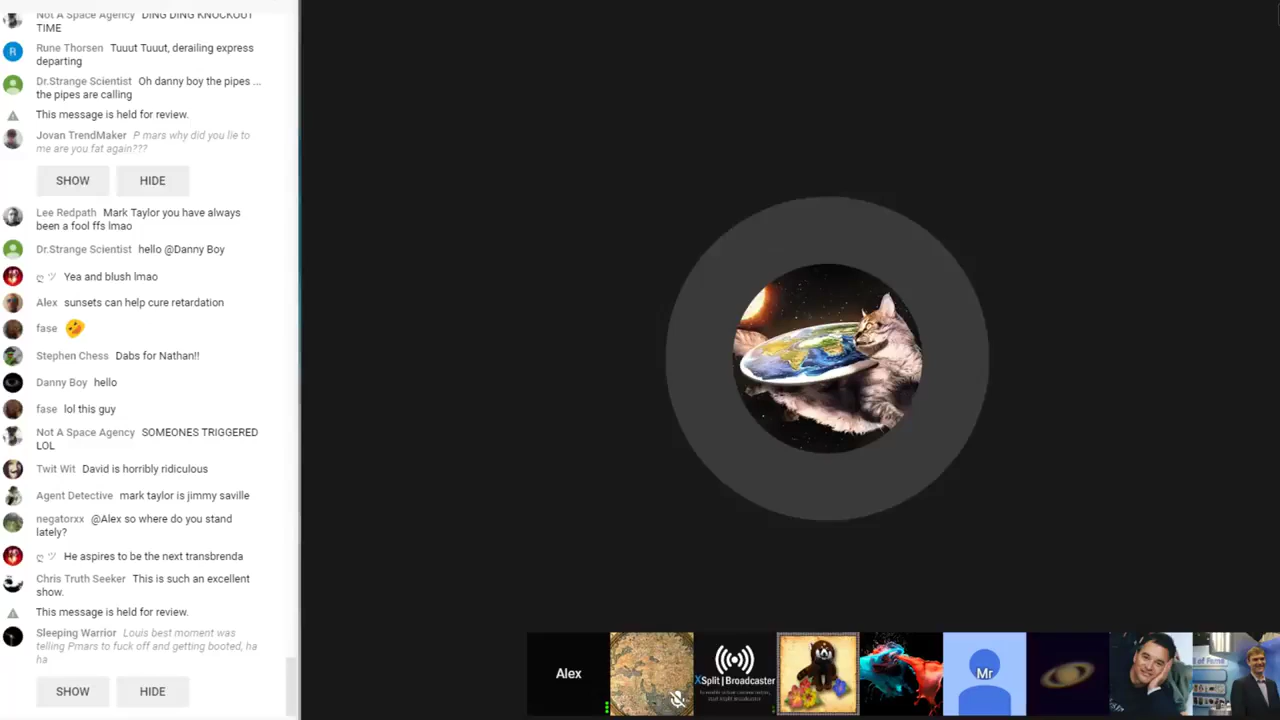 Not A Space Agency DING DING KNOCKOUT
TIME
R
Rune Thorsen Tuuut Tuuut, derailing express
departing
Dr.Strange Scientist Oh danny boy the pipes ...
the pipes are calling
This message is held for review.
Jovan TrendMaker P mars why did you lie to
me are you fat again???
SHOW HIDE
Lee Redpath Mark Taylor you have always
been a fool ffs lmao
Dr.Strange Scientist hello @Danny Boy
ღ ツ Yea and blush lmao
Alex sunsets can help cure retardation
fase 🤣
Stephen Chess Dabs for Nathan!!
Danny Boy hello
fase lol this guy
Not A Space Agency SOMEONES TRIGGERED
LOL
Twit Wit David is horribly ridiculous
Agent Detective mark taylor is jimmy saville
negatorxx @Alex so where do you stand
lately?
ღ ツ He aspires to be the next transbrenda
Chris Truth Seeker This is such an excellent
show.
This message is held for review.
Sleeping Warrior Louis best moment was
telling Pmars to fuck off and getting booted, ha
ha
SHOW HIDE
Alex
XSplit|Broadcaster
Mr